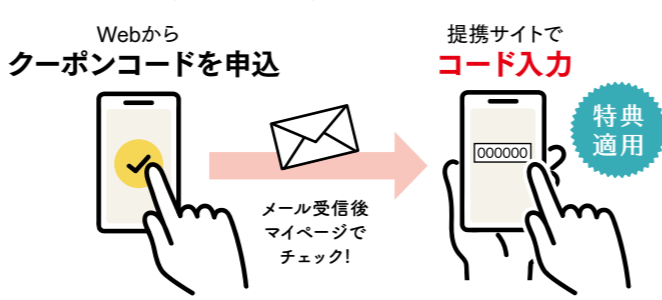 Webから
クーポンコードを申込
メール受信後
マイページで
チェック!
提携サイトで
コード入力
000000
特典
適用